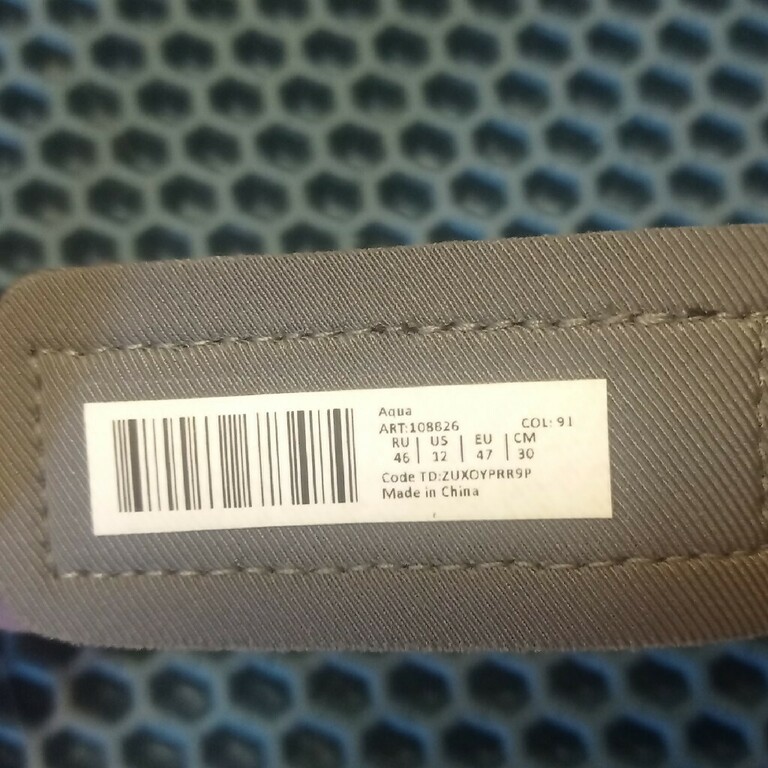 Aqua
ART:108826 COL: 91
RU | US | EU | CM
46 | 12 | 47 | 30
Code TD:ZUXOYPRR9P
Made in China